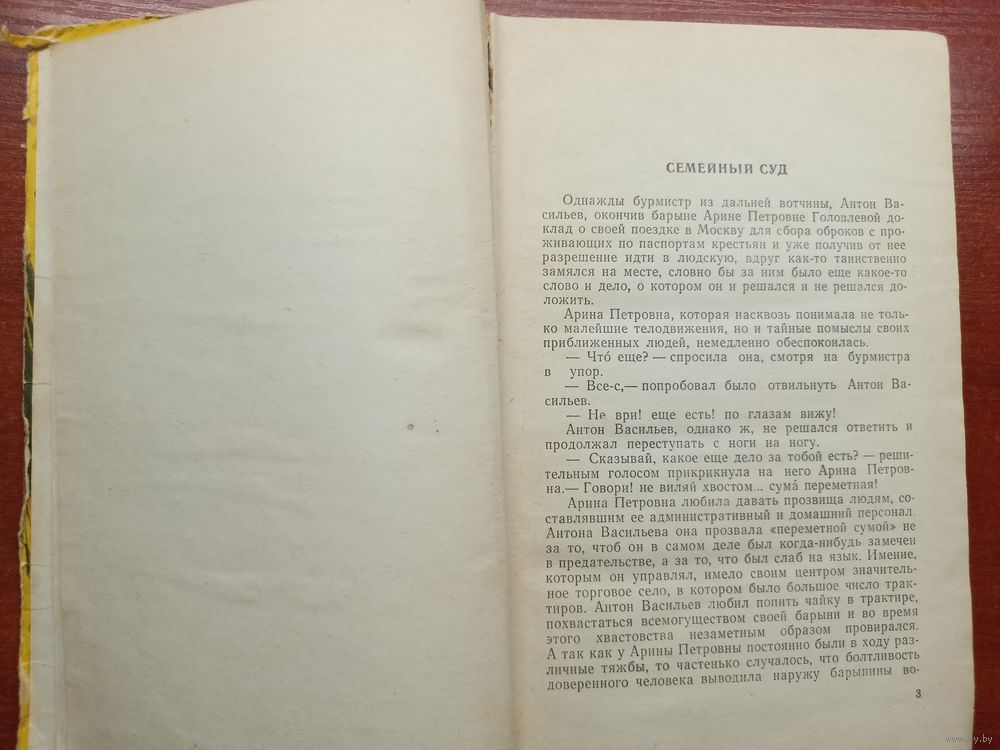 СЕМЕЙНЫЙ СУД
Однажды бурмистр из дальней вотчины, Антон Ва-
сильев, окончив барыне Арине Петровне Головлевой до-
клад о своей поездке в Москву для сбора оброков с про-
живающих по паспортам крестьян и уже получив от нее
разрешение идти в людскую, вдруг как-то таинственно
замялся на месте, словно бы за ним было еще какое-то
слово и дело, о котором он и решался и не решался до-
ложить.
Арина Петровна, которая насквозь понимала не толь-
ко малейшие телодвижения, но и тайные помыслы своих
приближенных людей, немедленно обеспокоилась.
— Что́ еще? — спросила она, смотря на бурмистра
в упор.
— Все-с,— попробовал было отвильнуть Антон Ва-
сильев.
— Не ври! еще есть! по глазам вижу!
Антон Васильев, однако ж, не решался ответить и
продолжал переступать с ноги на ногу.
— Сказывай, какое еще дело за тобой есть? — реши-
тельным голосом прикрикнула на него Арина Петров-
на.— Говори! не виляй хвостом... сума́ переметная!
Арина Петровна любила давать прозвища людям, со-
ставлявшим ее административный и домашний персонал.
Антона Васильева она прозвала «переметной сумой» не
за то, чтоб он в самом деле был когда-нибудь замечен
в предательстве, а за то, что был слаб на язык. Имение,
которым он управлял, имело своим центром значитель-
ное торговое село, в котором было большое число трак-
тиров. Антон Васильев любил попить чайку в трактире,
похвастаться всемогуществом своей барыни и во время
этого хвастовства незаметным образом провирался.
А так как у Арины Петровны постоянно были в ходу раз-
личные тяжбы, то частенько случалось, что болтливость
доверенного человека выводила наружу барынины во-
3